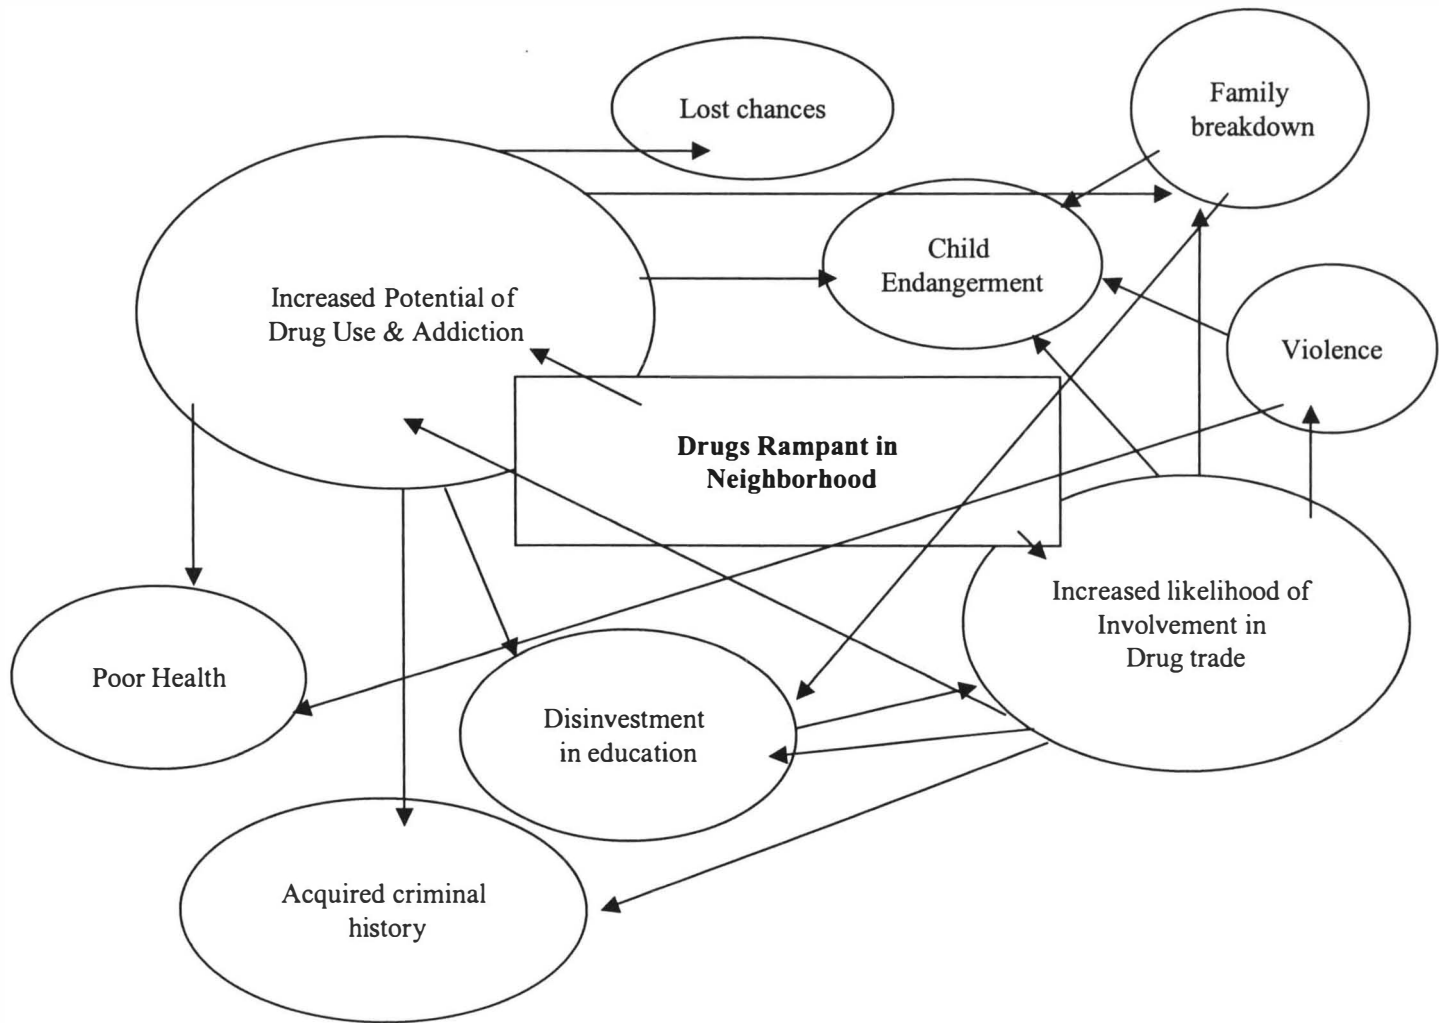 Lost chances
Family
breakdown
Child
Endangerment
Increased Potential of
Drug Use & Addiction
Violence
Drugs Rampant in
Neighborhood
Increased likelihood of
Involvement in
Drug trade
Poor Health
Disinvestment
in education
Acquired criminal
history